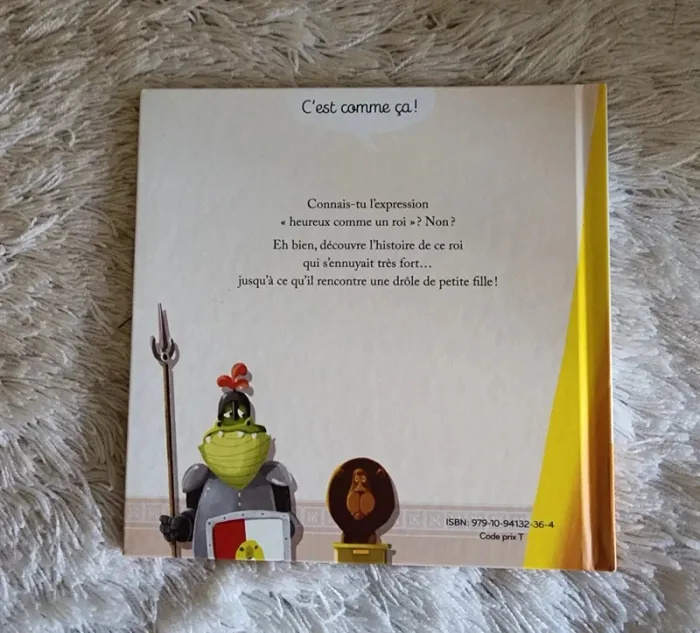 C'est comme ça !
Connais-tu l'expression
« heureux comme un roi » ? Non ?
Eh bien, découvre l'histoire de ce roi
qui s'ennuyait très fort…
jusqu'à ce qu'il rencontre une drôle de petite fille !
ISBN: 979-10-94132-36-4
Code prix T